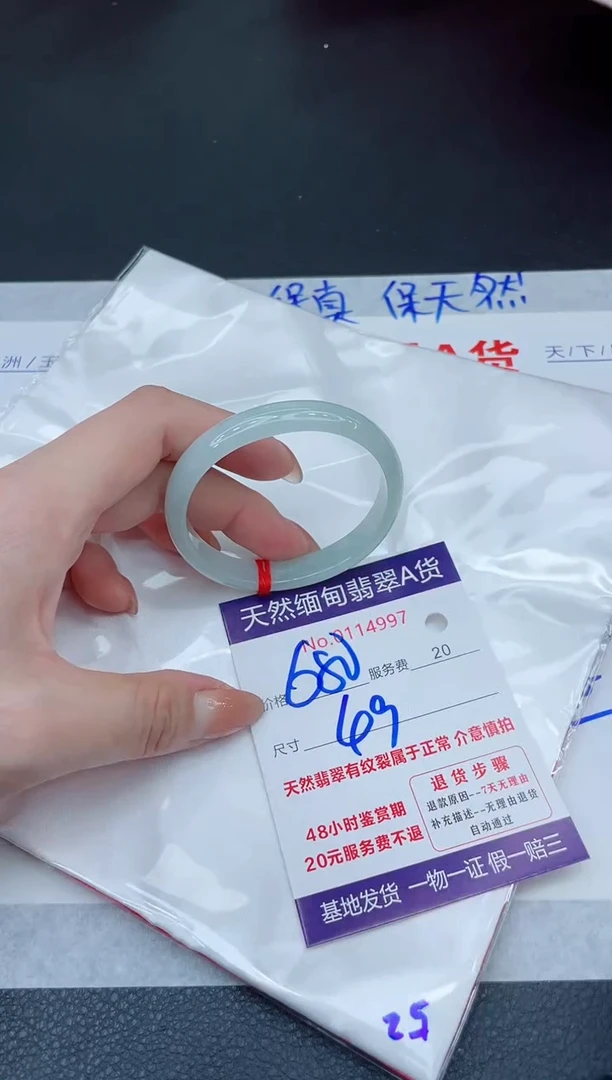 保真 保天然
A货
洲/玉
天/下/
天然缅甸翡翠A货
No.0114997
价格 680 服务费 20
尺寸 49
天然翡翠有纹裂属于正常 介意慎拍
48小时鉴赏期
20元服务费不退
退货步骤
退款原因--7天无理由
补充描述--无理由退货
自动通过
基地发货 一物一证 假一赔三
25